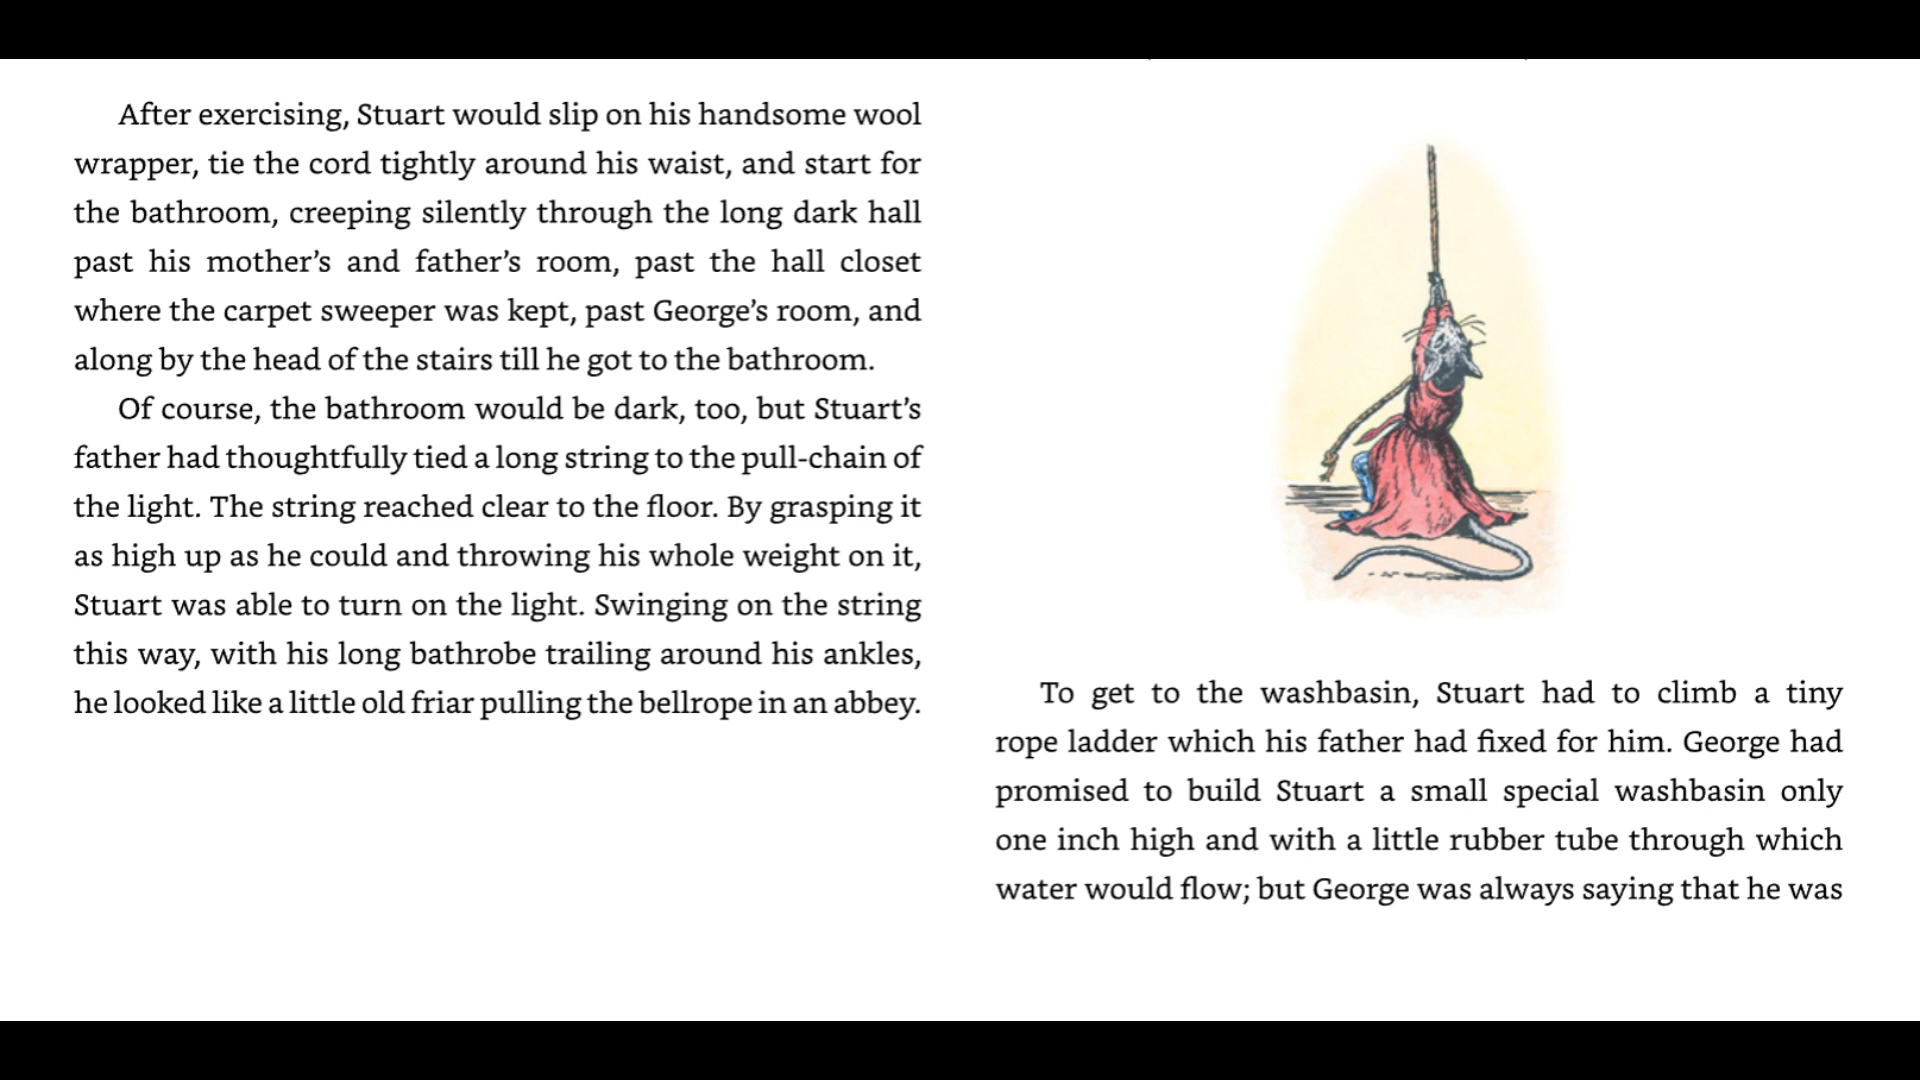 After exercising, Stuart would slip on his handsome wool
wrapper, tie the cord tightly around his waist, and start for
the bathroom, creeping silently through the long dark hall
past his mother’s and father’s room, past the hall closet
where the carpet sweeper was kept, past George’s room, and
along by the head of the stairs till he got to the bathroom.
Of course, the bathroom would be dark, too, but Stuart’s
father had thoughtfully tied a long string to the pull-chain of
the light. The string reached clear to the floor. By grasping it
as high up as he could and throwing his whole weight on it,
Stuart was able to turn on the light. Swinging on the string
this way, with his long bathrobe trailing around his ankles,
he looked like a little old friar pulling the bellrope in an abbey.
To get to the washbasin, Stuart had to climb a tiny
rope ladder which his father had fixed for him. George had
promised to build Stuart a small special washbasin only
one inch high and with a little rubber tube through which
water would flow; but George was always saying that he was